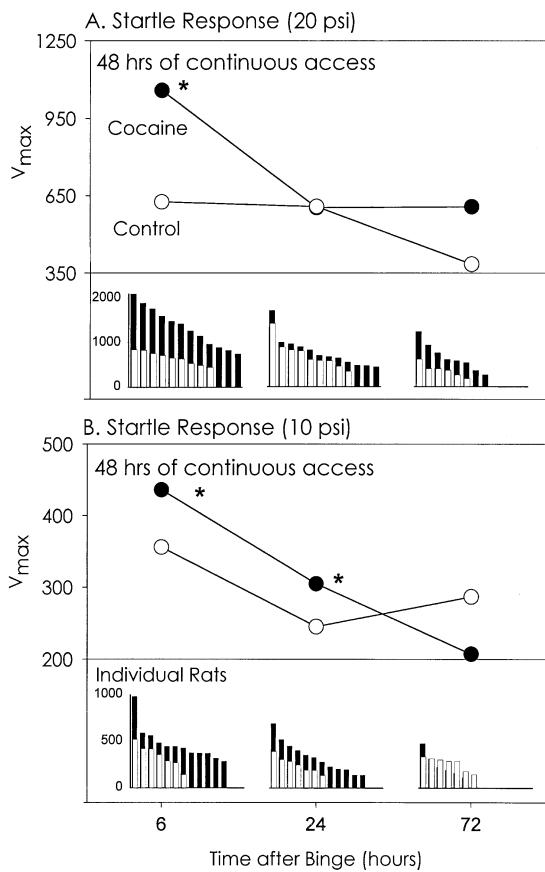 A. Startle Response (20 psi)
1250
48 hrs of continuous access
*
Cocaine
950
Vmax
650
Control
350
2000
1000
0
B. Startle Response (10 psi)
500
48 hrs of continuous access
*
400
*
Vmax
300
200
Individual Rats
1000
500
0
6 24 72
Time after Binge (hours)